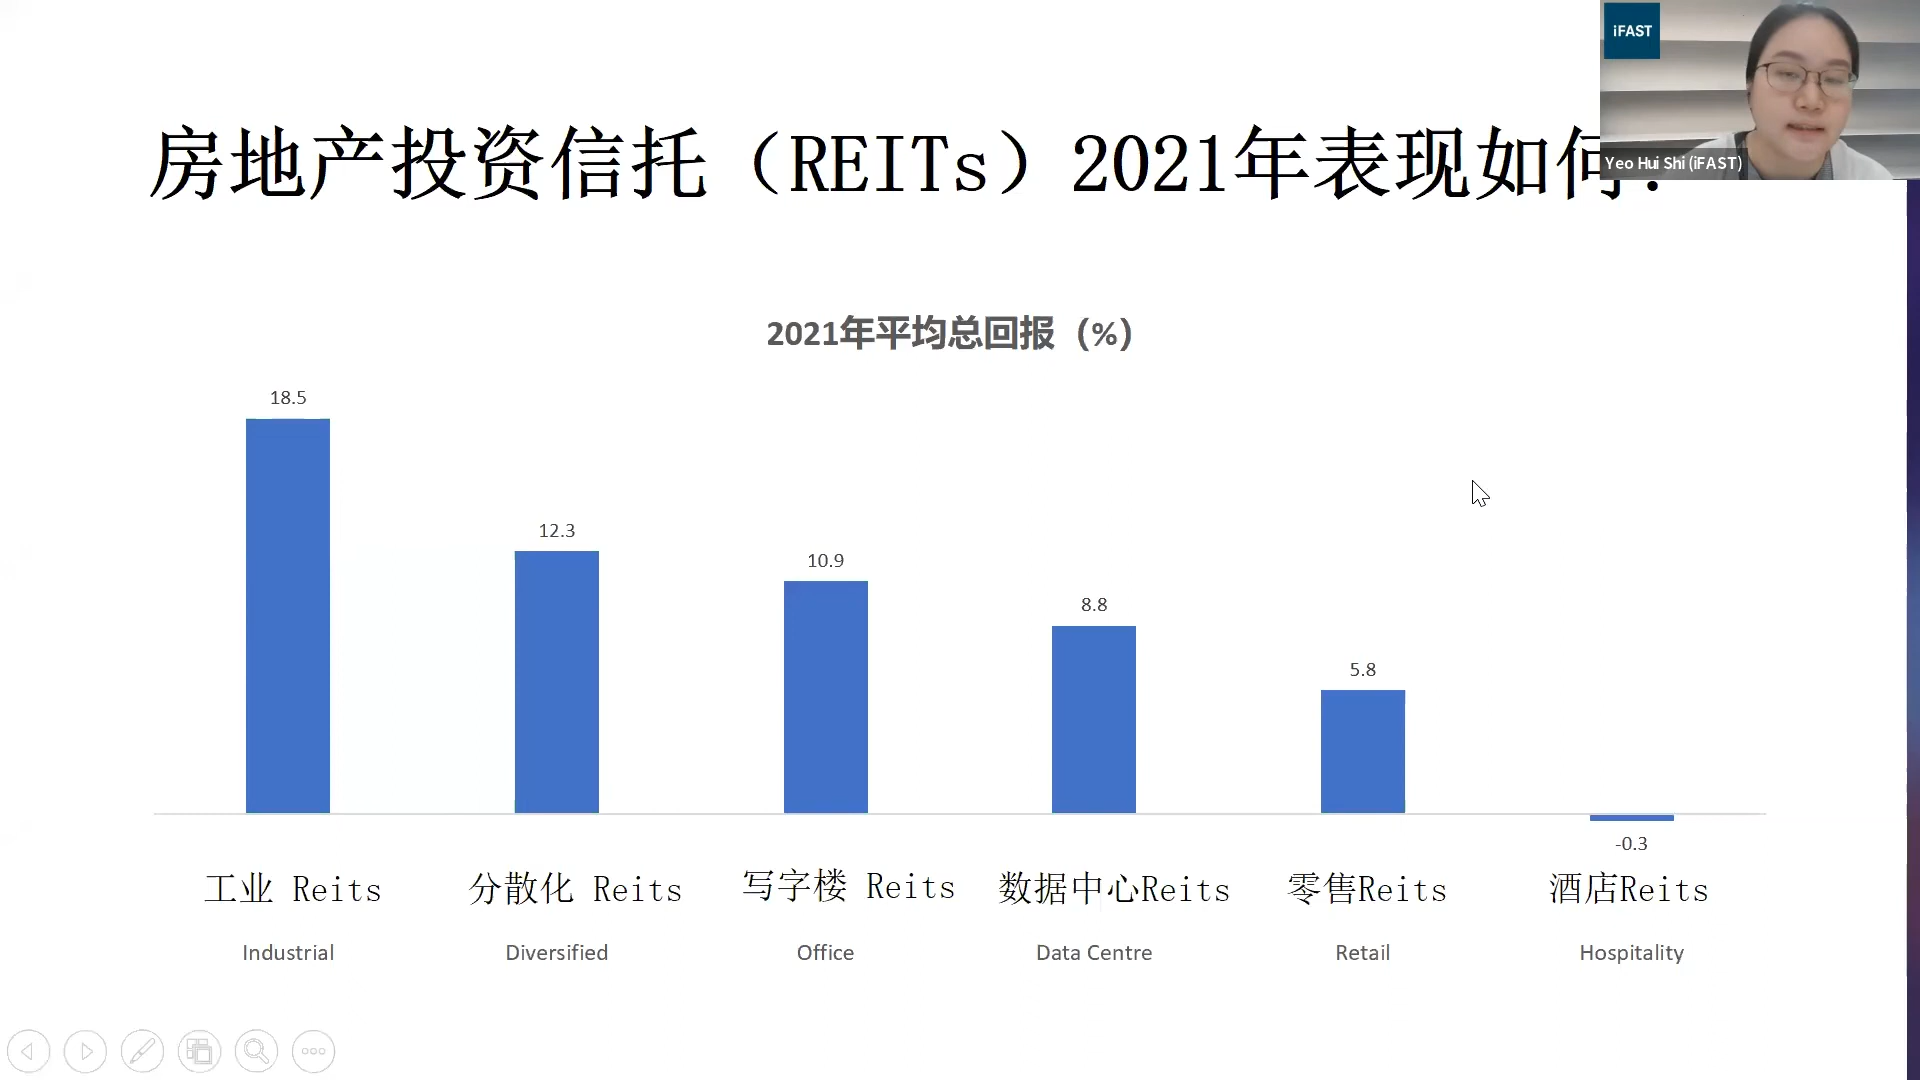 iFAST
Yeo Hui Shi (iFAST)
房地产投资信托（REITs）2021年表现如何
2021年平均总回报（%）
18.5
12.3
10.9
8.8
5.8
-0.3
工业 Reits
分散化 Reits
写字楼 Reits
数据中心Reits
零售Reits
酒店Reits
Industrial
Diversified
Office
Data Centre
Retail
Hospitality